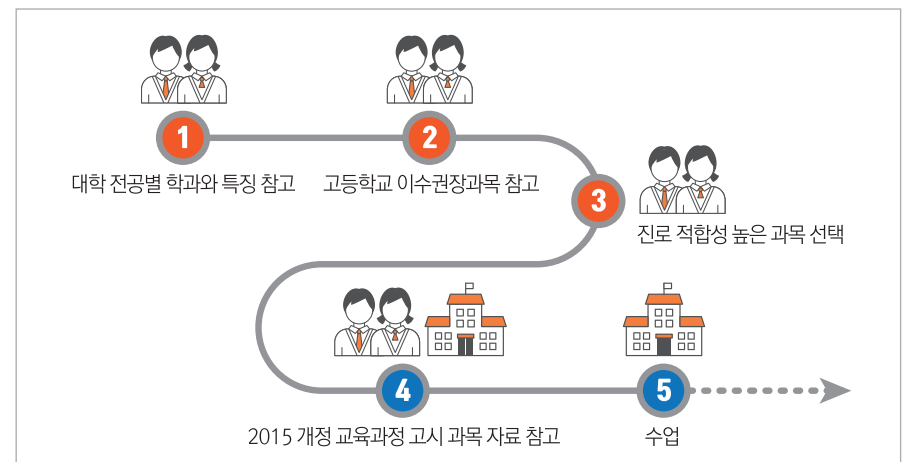 1
대학 전공별 학과와 특징 참고
2
고등학교 이수권장과목 참고
3
진로 적합성 높은 과목 선택
4
2015 개정 교육과정 고시 과목 자료 참고
5
수업